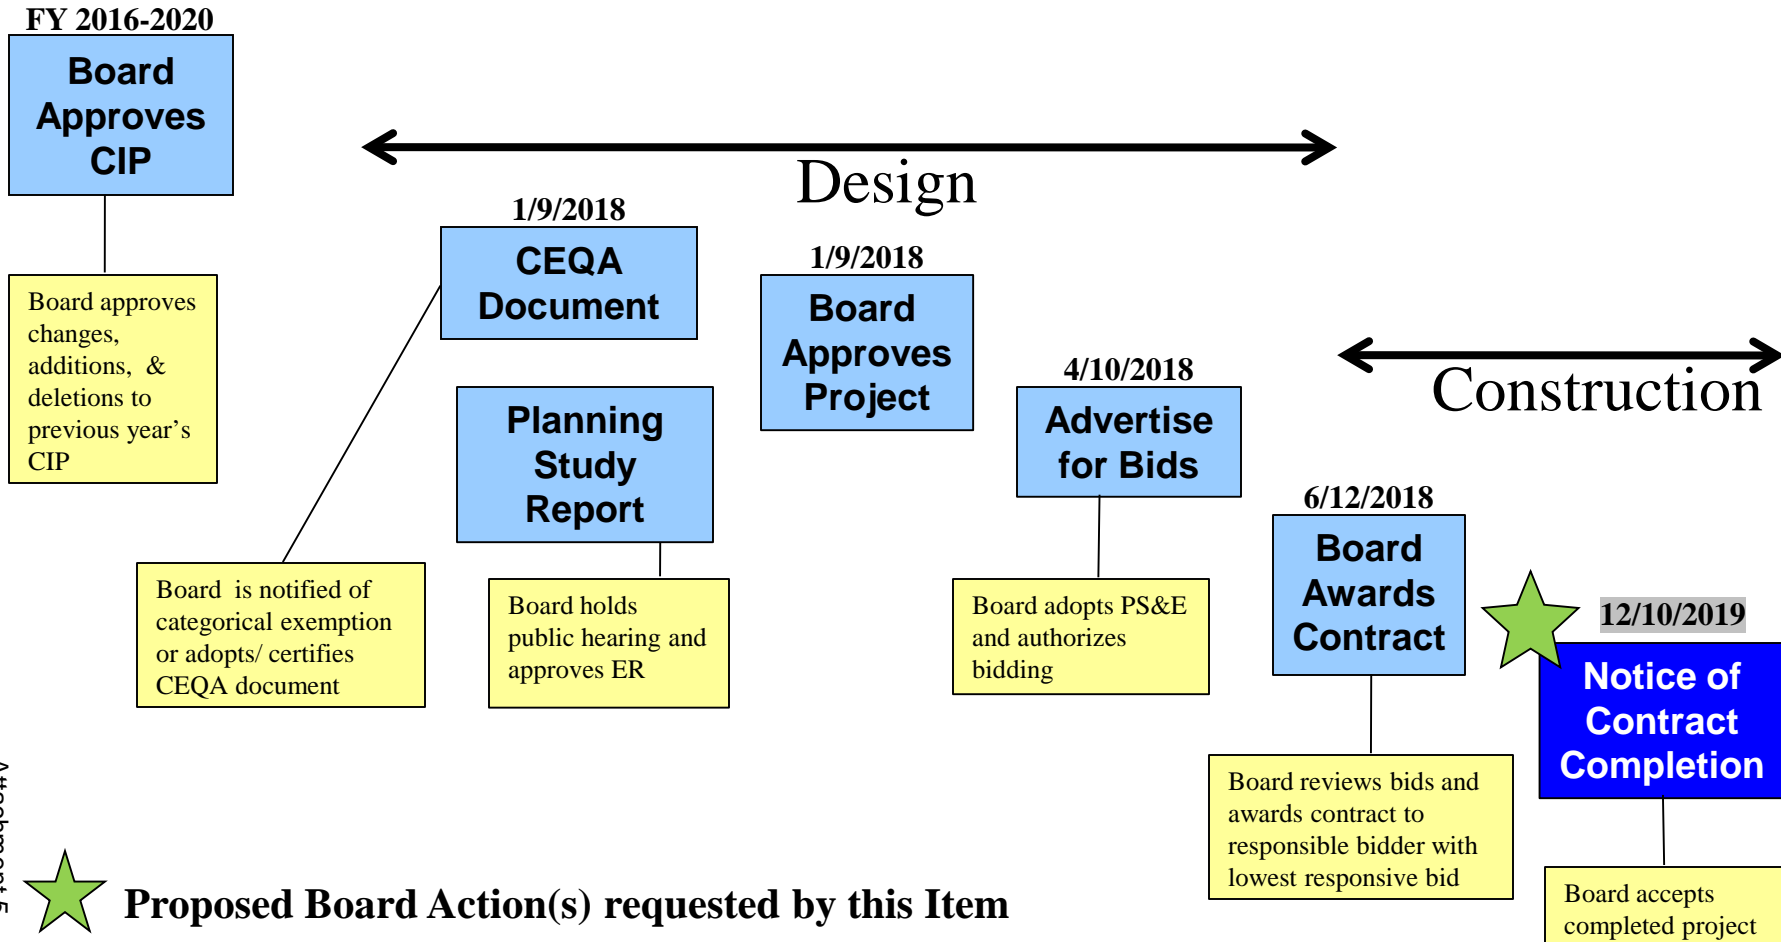 FY 2016-2020
Board
Approves
CIP
Board approves
changes,
additions, &
deletions to
previous year's
CIP
Design
1/9/2018
CEQA
Document
Board is notified of
categorical exemption
or adopts/ certifies
CEQA document
Planning
Study
Report
Board holds
public hearing and
approves ER
1/9/2018
Board
Approves
Project
4/10/2018
Advertise
for Bids
Board adopts PS&E
and authorizes
bidding
Construction
6/12/2018
Board
Awards
Contract
Board reviews bids and
awards contract to
responsible bidder with
lowest responsive bid
12/10/2019
Notice of
Contract
Completion
Board accepts
completed project
Attachment 5
Proposed Board Action(s) requested by this Item